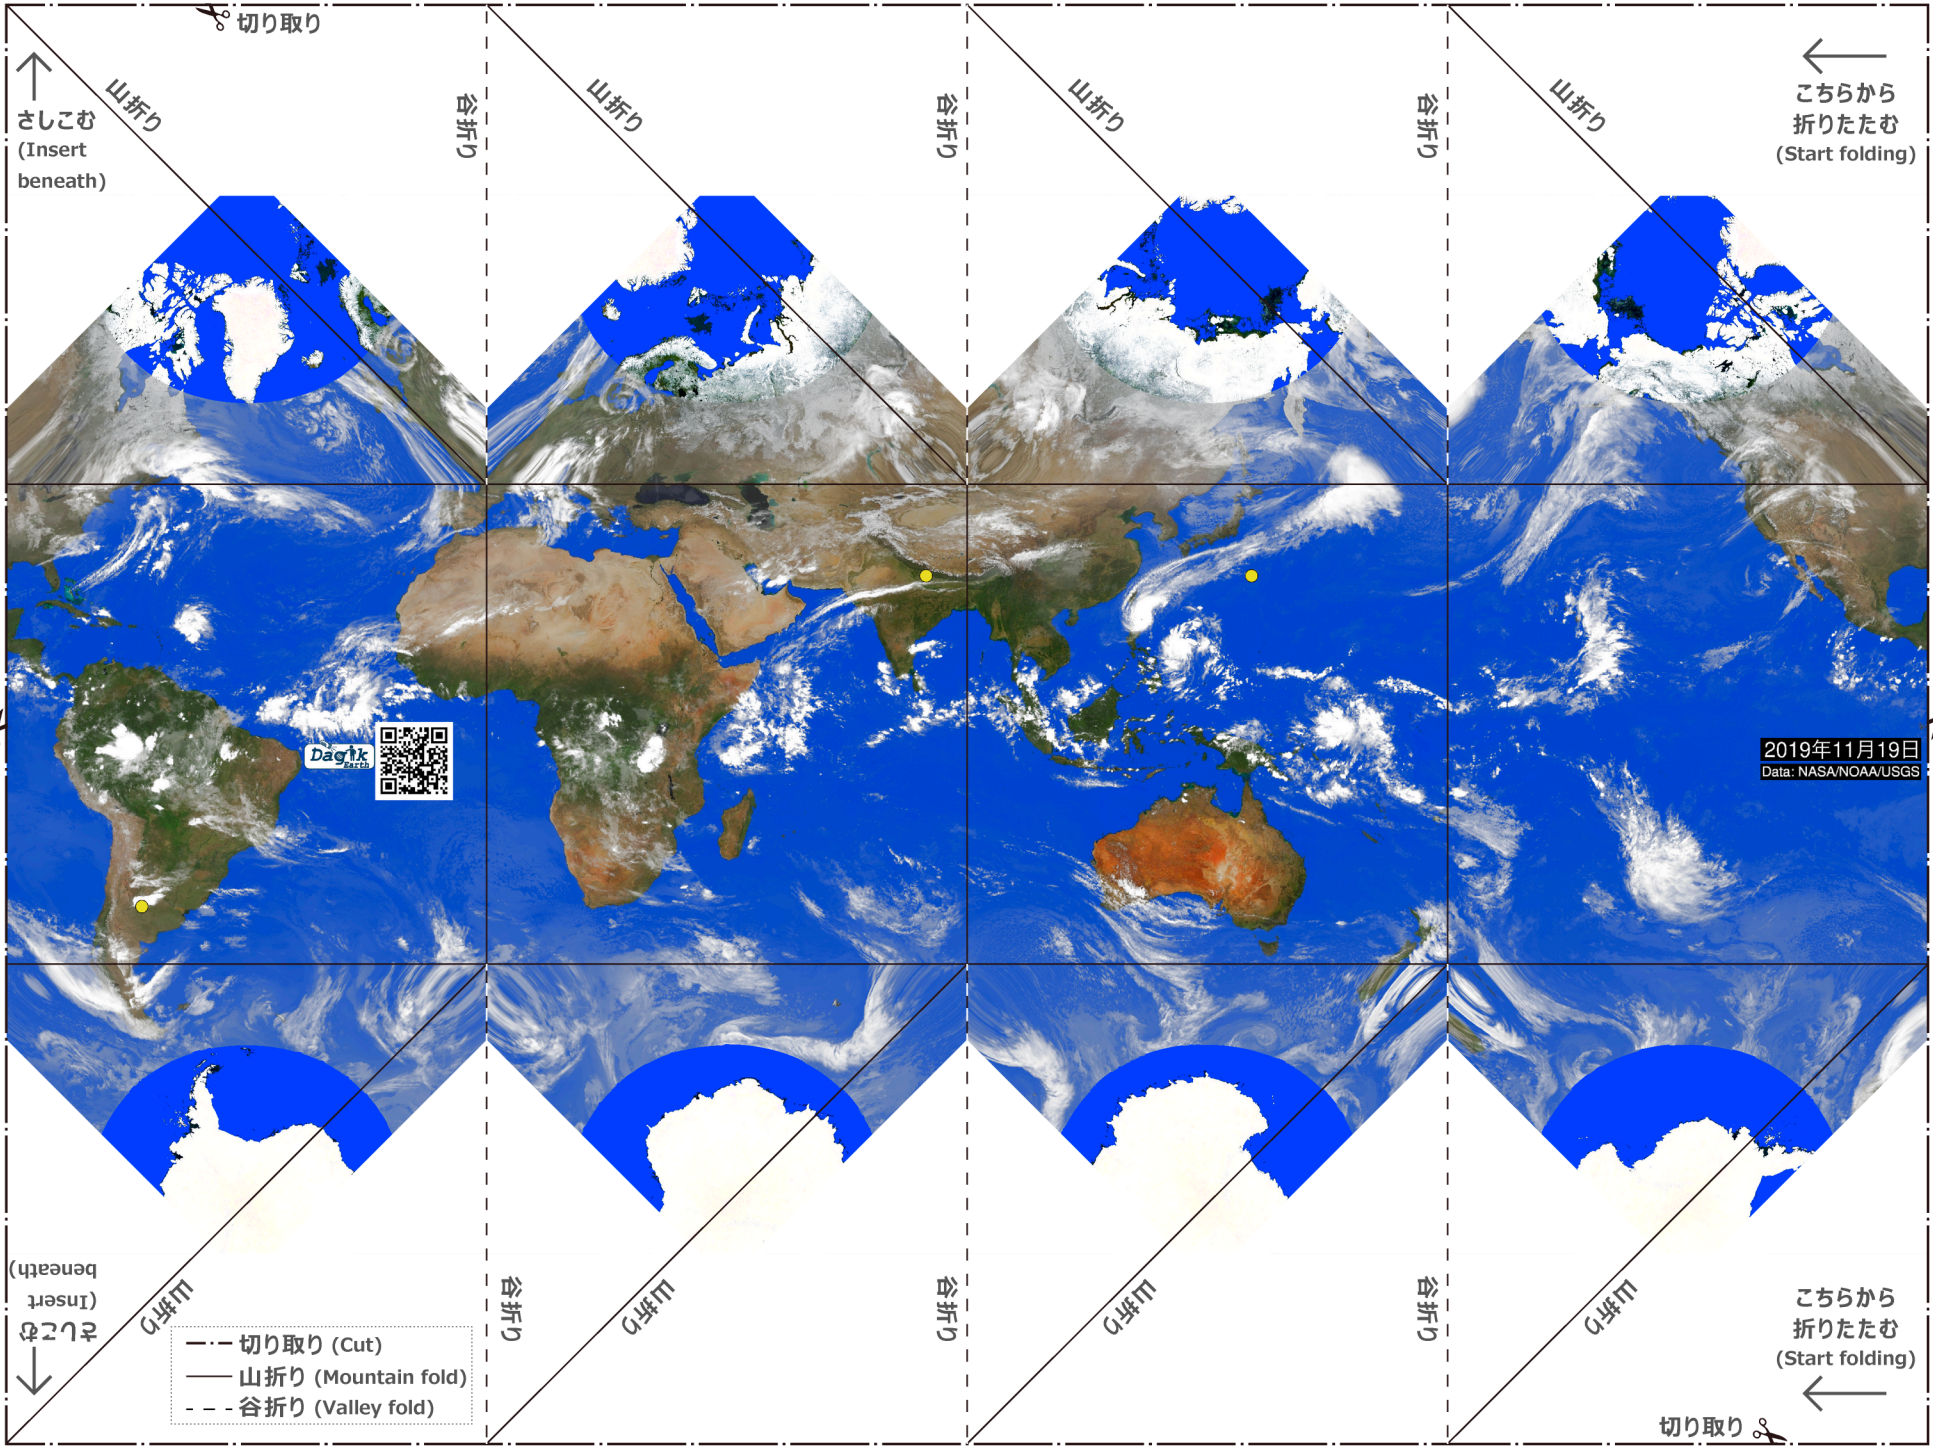 切り取り
山折り
谷折り
山折り
谷折り
山折り
谷折り
山折り
さしこむ
(Insert
beneath)
こちらから
折りたたむ
(Start folding)
Dagik
Earth
2019年11月19日
Data: NASA/NOAA/USGS
さしこむ
(Insert
beneath)
山折り
谷折り
山折り
谷折り
山折り
谷折り
山折り
切り取り (Cut)
山折り (Mountain fold)
谷折り (Valley fold)
こちらから
折りたたむ
(Start folding)
切り取り